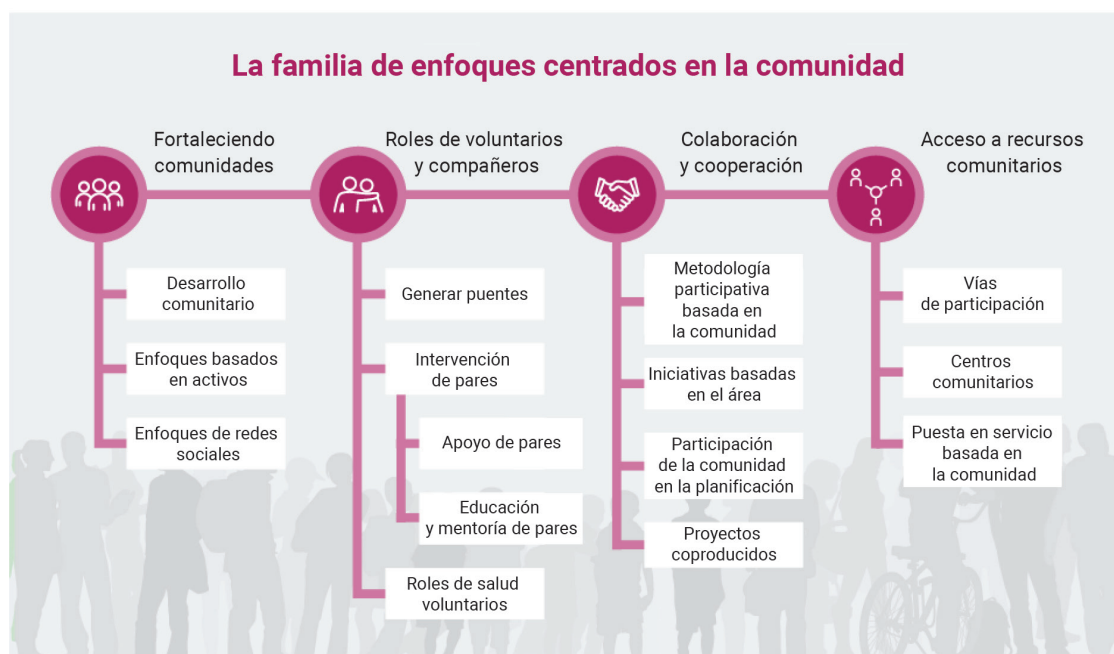 La familia de enfoques centrados en la comunidad
Fortaleciendo
comunidades
Desarrollo
comunitario
Enfoques basados
en activos
Enfoques de redes
sociales
Roles de voluntarios
y compañeros
Generar puentes
Intervención
de pares
Apoyo de pares
Educación
y mentoría de pares
Roles de salud
voluntarios
Colaboración
y cooperación
Metodología
participativa
basada en
la comunidad
Iniciativas basadas
en el área
Participación
de la comunidad
en la planificación
Proyectos
coproducidos
Acceso a recursos
comunitarios
Vías
de participación
Centros
comunitarios
Puesta en servicio
basada en
la comunidad